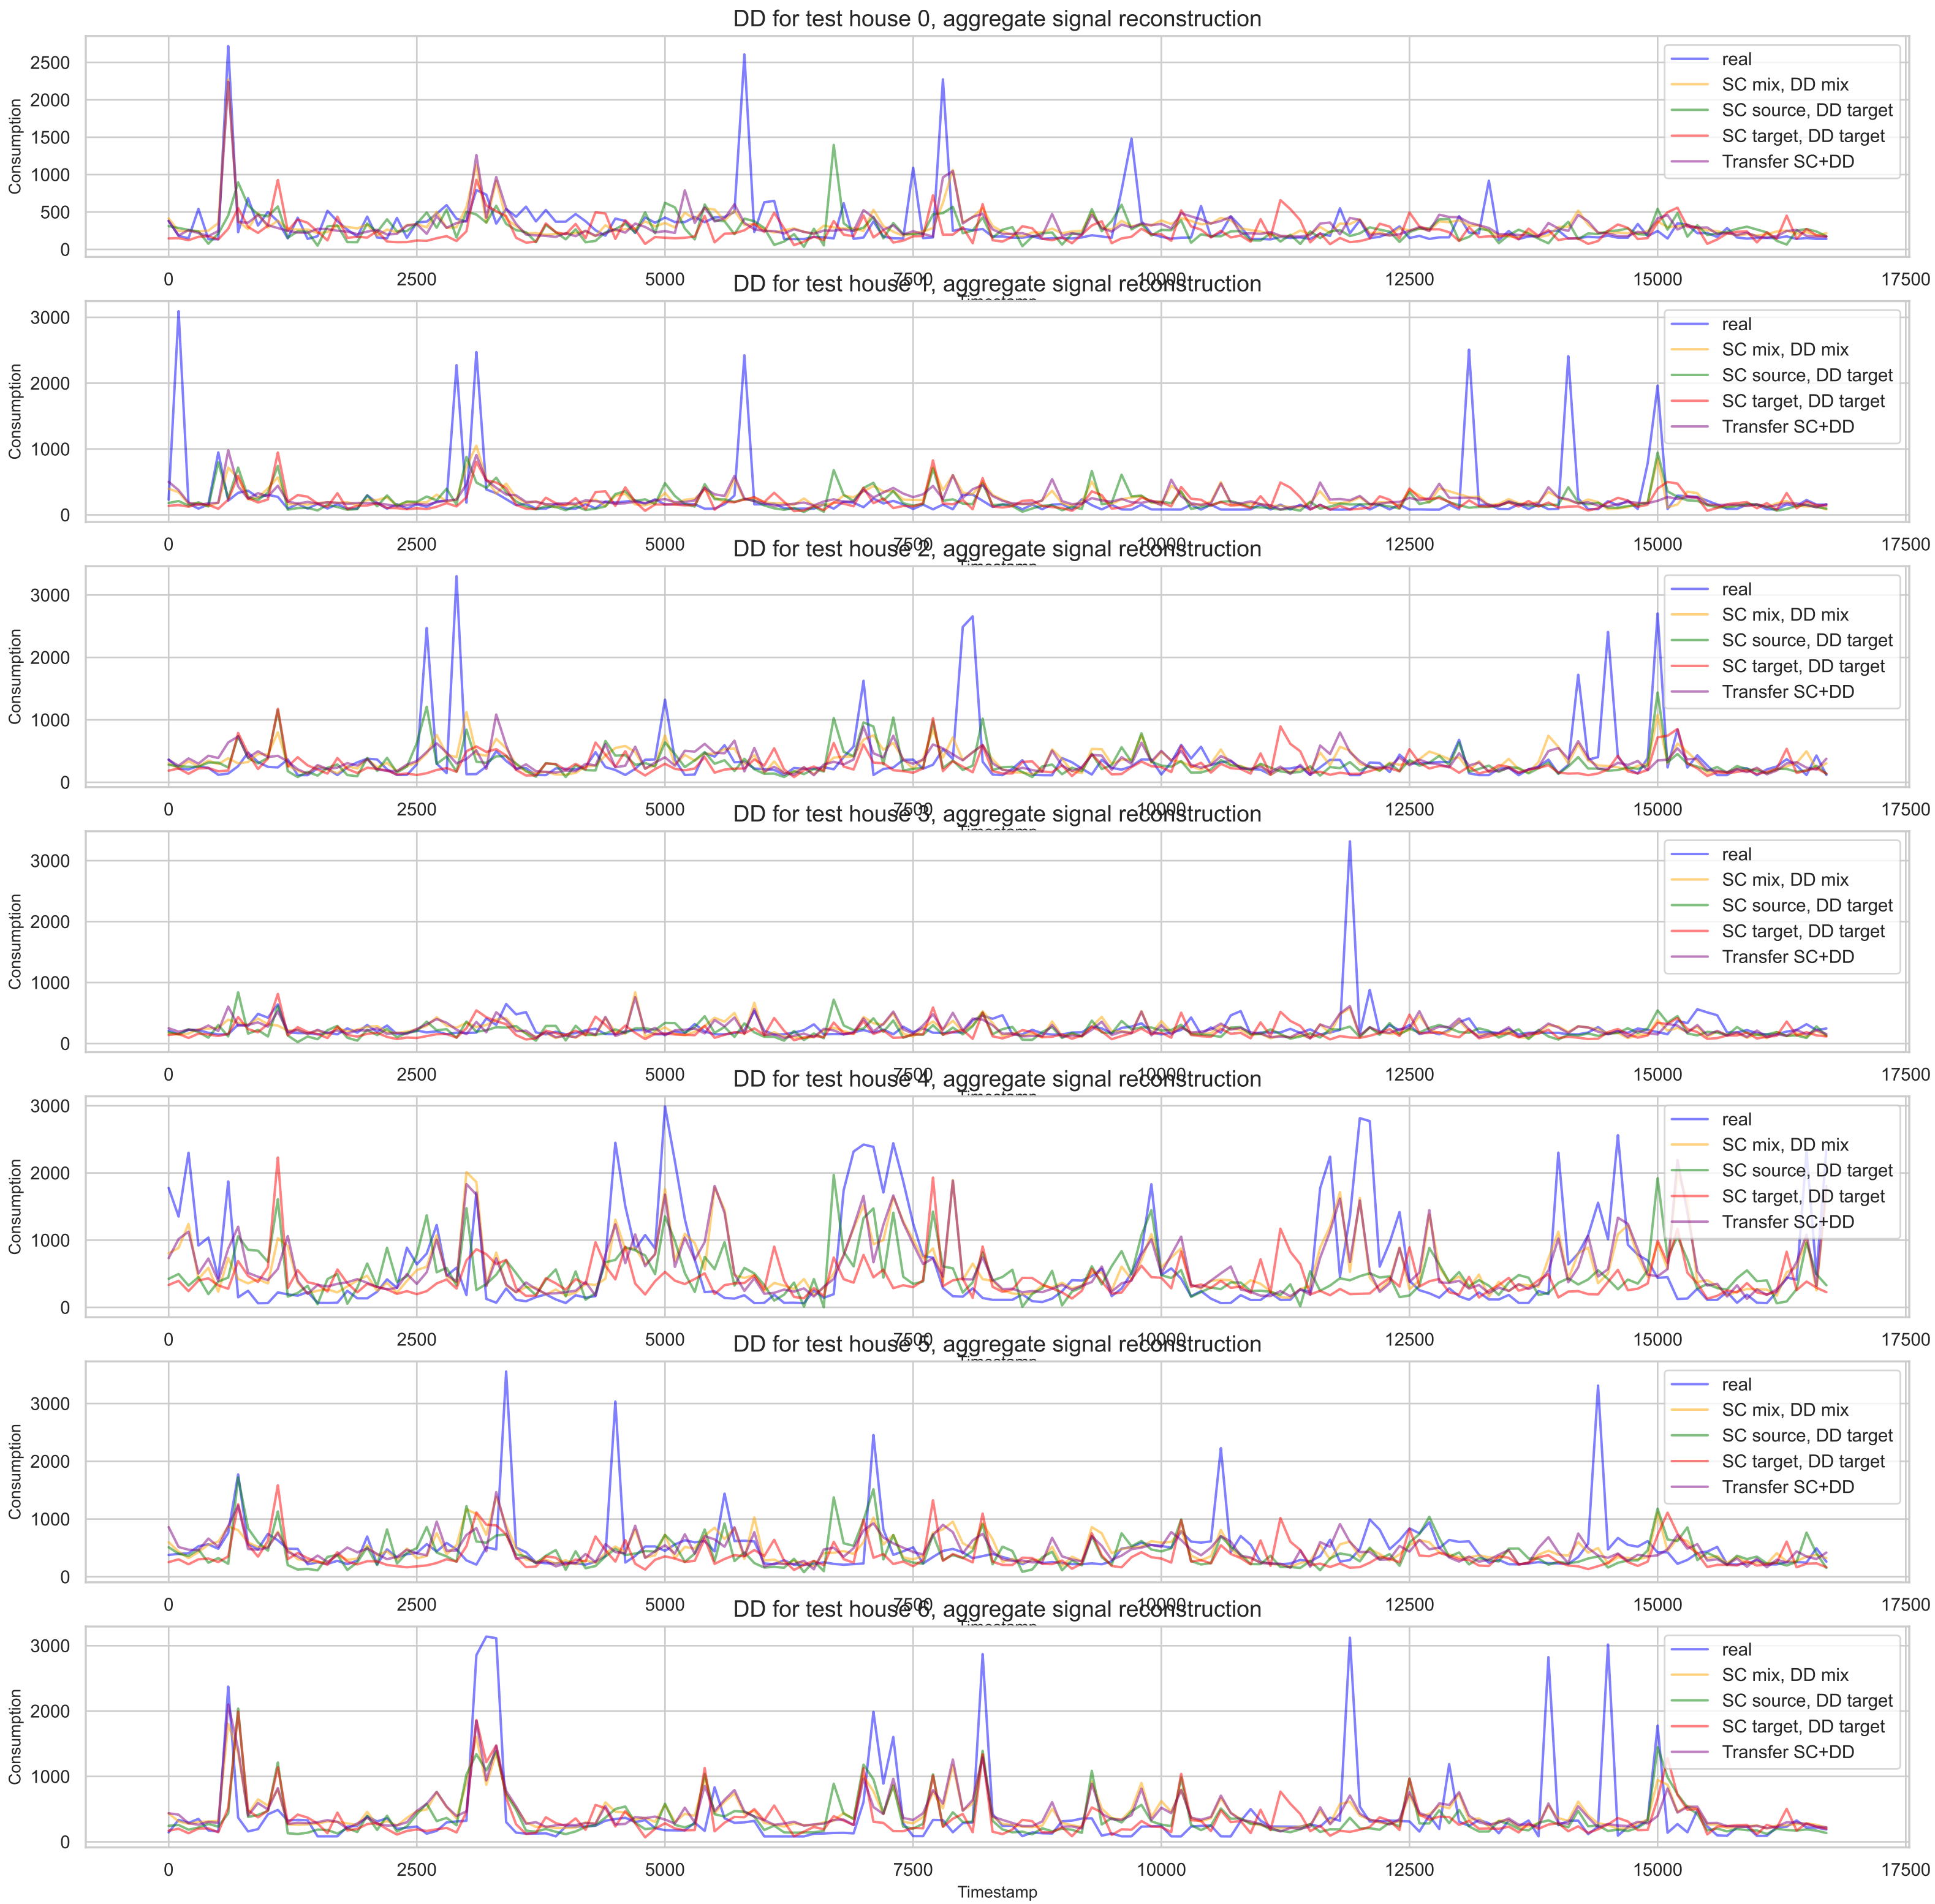 DD for test house 0, aggregate signal reconstruction
Consumption
2500
2000
1500
1000
500
0
real
SC mix, DD mix
SC source, DD target
SC target, DD target
Transfer SC+DD
0 2500 5000 7500 10000 12500 15000 17500
Timestamp
DD for test house 1, aggregate signal reconstruction
Consumption
3000
2000
1000
0
real
SC mix, DD mix
SC source, DD target
SC target, DD target
Transfer SC+DD
0 2500 5000 7500 10000 12500 15000 17500
Timestamp
DD for test house 2, aggregate signal reconstruction
Consumption
3000
2000
1000
0
real
SC mix, DD mix
SC source, DD target
SC target, DD target
Transfer SC+DD
0 2500 5000 7500 10000 12500 15000 17500
Timestamp
DD for test house 3, aggregate signal reconstruction
Consumption
3000
2000
1000
0
real
SC mix, DD mix
SC source, DD target
SC target, DD target
Transfer SC+DD
0 2500 5000 7500 10000 12500 15000 17500
Timestamp
DD for test house 4, aggregate signal reconstruction
Consumption
3000
2000
1000
0
real
SC mix, DD mix
SC source, DD target
SC target, DD target
Transfer SC+DD
0 2500 5000 7500 10000 12500 15000 17500
Timestamp
DD for test house 5, aggregate signal reconstruction
Consumption
3000
2000
1000
0
real
SC mix, DD mix
SC source, DD target
SC target, DD target
Transfer SC+DD
0 2500 5000 7500 10000 12500 15000 17500
Timestamp
DD for test house 6, aggregate signal reconstruction
Consumption
3000
2000
1000
0
real
SC mix, DD mix
SC source, DD target
SC target, DD target
Transfer SC+DD
0 2500 5000 7500 10000 12500 15000 17500
Timestamp